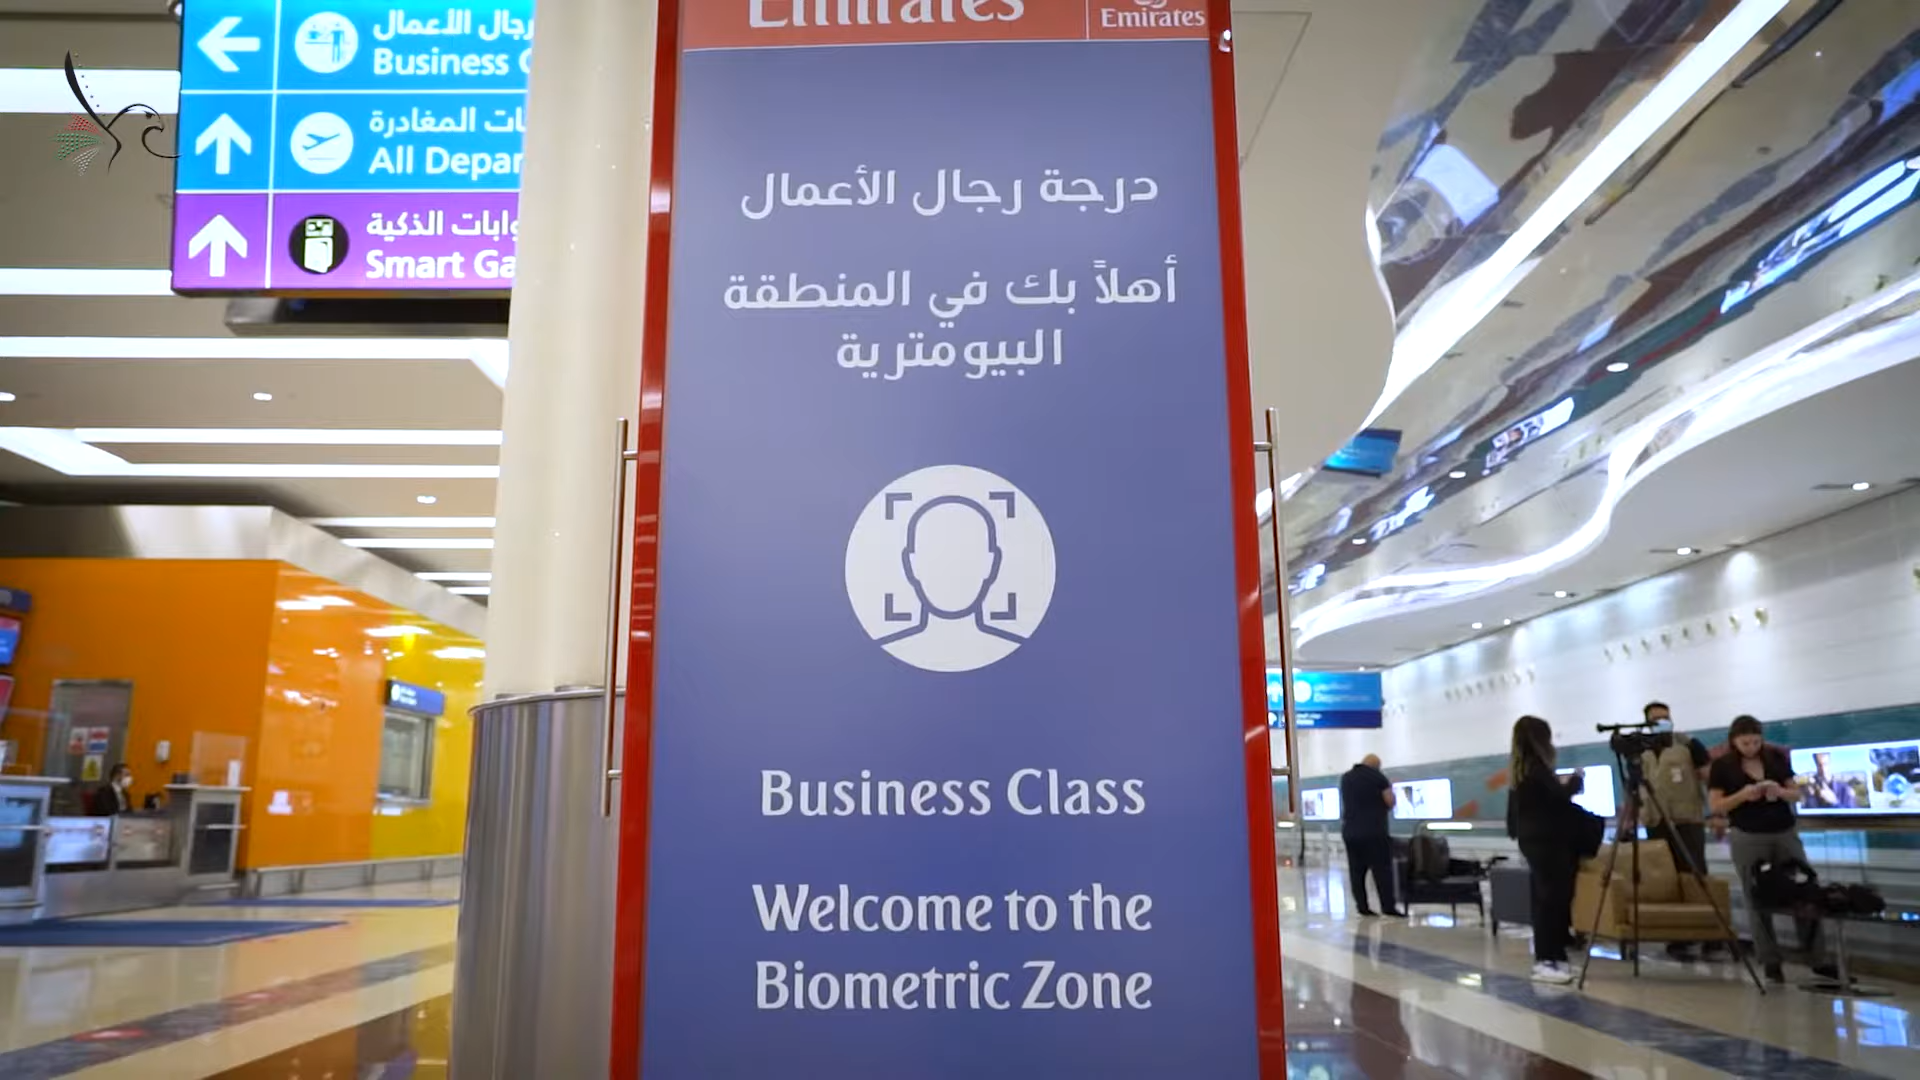 رجال الأعمال
Business
المغادرة
All Depar
الذكية
Smart Ga
Emirates
Emirates
درجة رجال الأعمال
أهلاً بك في المنطقة
البيومترية
Business Class
Welcome to the
Biometric Zone
Departures